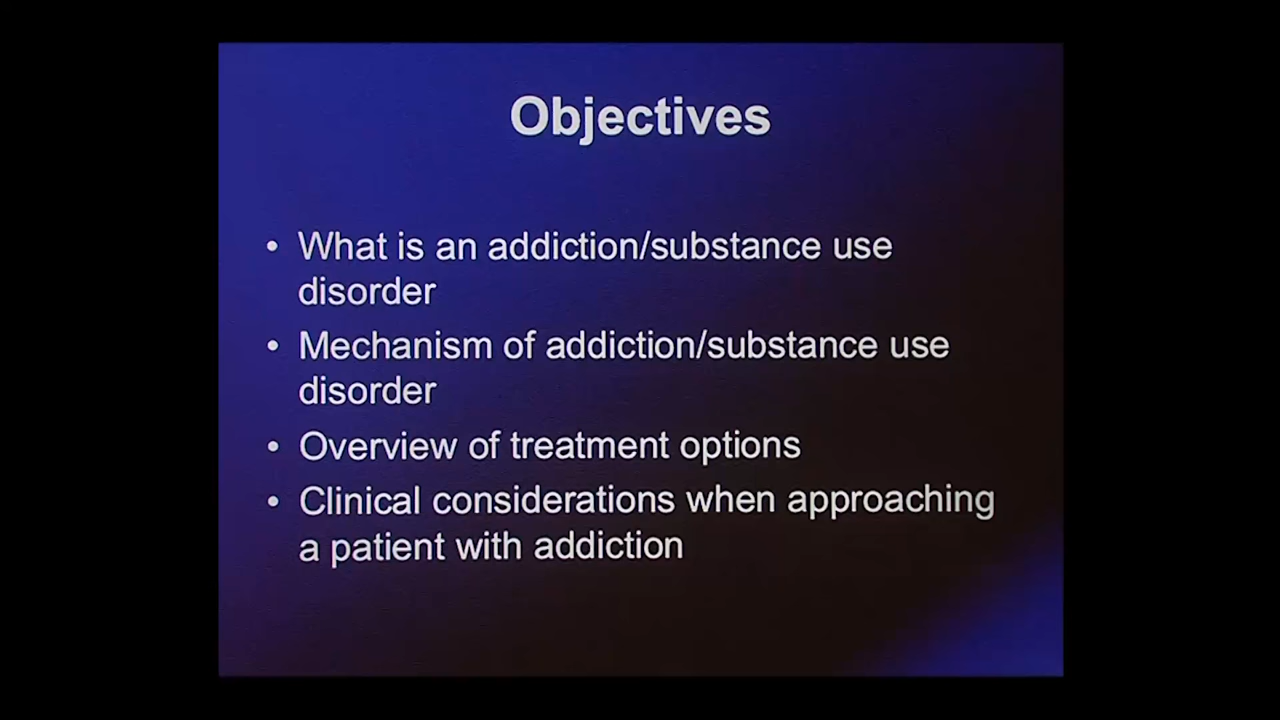 Objectives
• What is an addiction/substance use
disorder
• Mechanism of addiction/substance use
disorder
• Overview of treatment options
• Clinical considerations when approaching
a patient with addiction